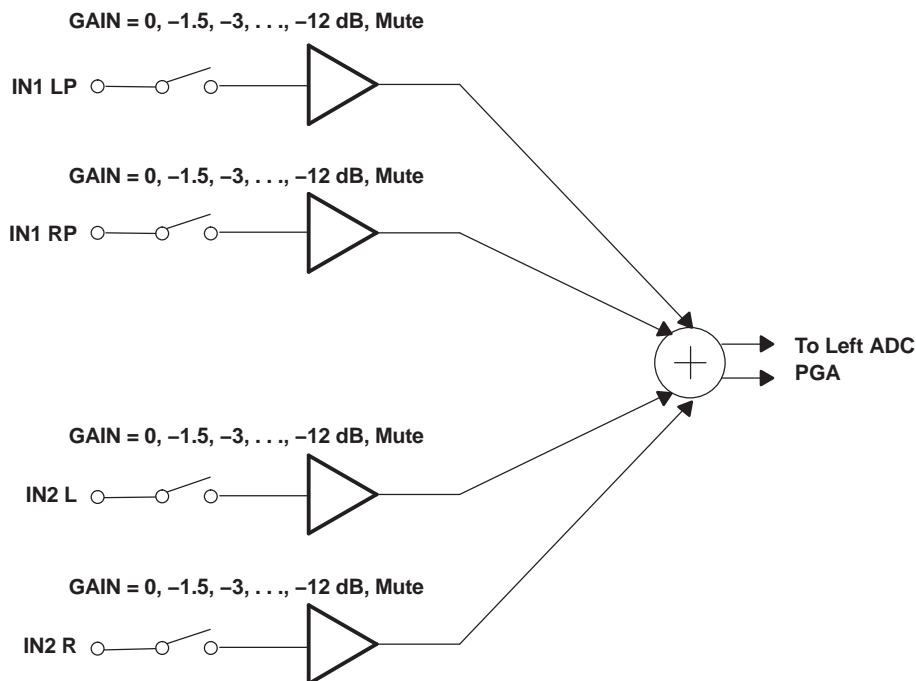 GAIN = 0, −1.5, −3, . . ., −12 dB, Mute
IN1 LP
GAIN = 0, −1.5, −3, . . ., −12 dB, Mute
IN1 RP
To Left ADC
PGA
GAIN = 0, −1.5, −3, . . ., −12 dB, Mute
IN2 L
GAIN = 0, −1.5, −3, . . ., −12 dB, Mute
IN2 R